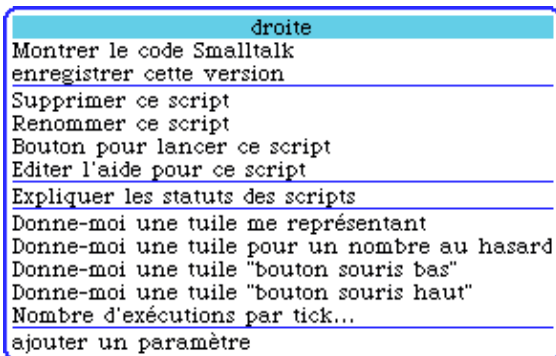 droite
Montrer le code Smalltalk
enregistrer cette version
Supprimer ce script
Renommer ce script
Bouton pour lancer ce script
Editer l'aide pour ce script
Expliquer les statuts des scripts
Donne-moi une tuile me représentant
Donne-moi une tuile pour un nombre au hasard
Donne-moi une tuile "bouton souris bas"
Donne-moi une tuile "bouton souris haut"
Nombre d'exécutions par tick...
ajouter un paramètre